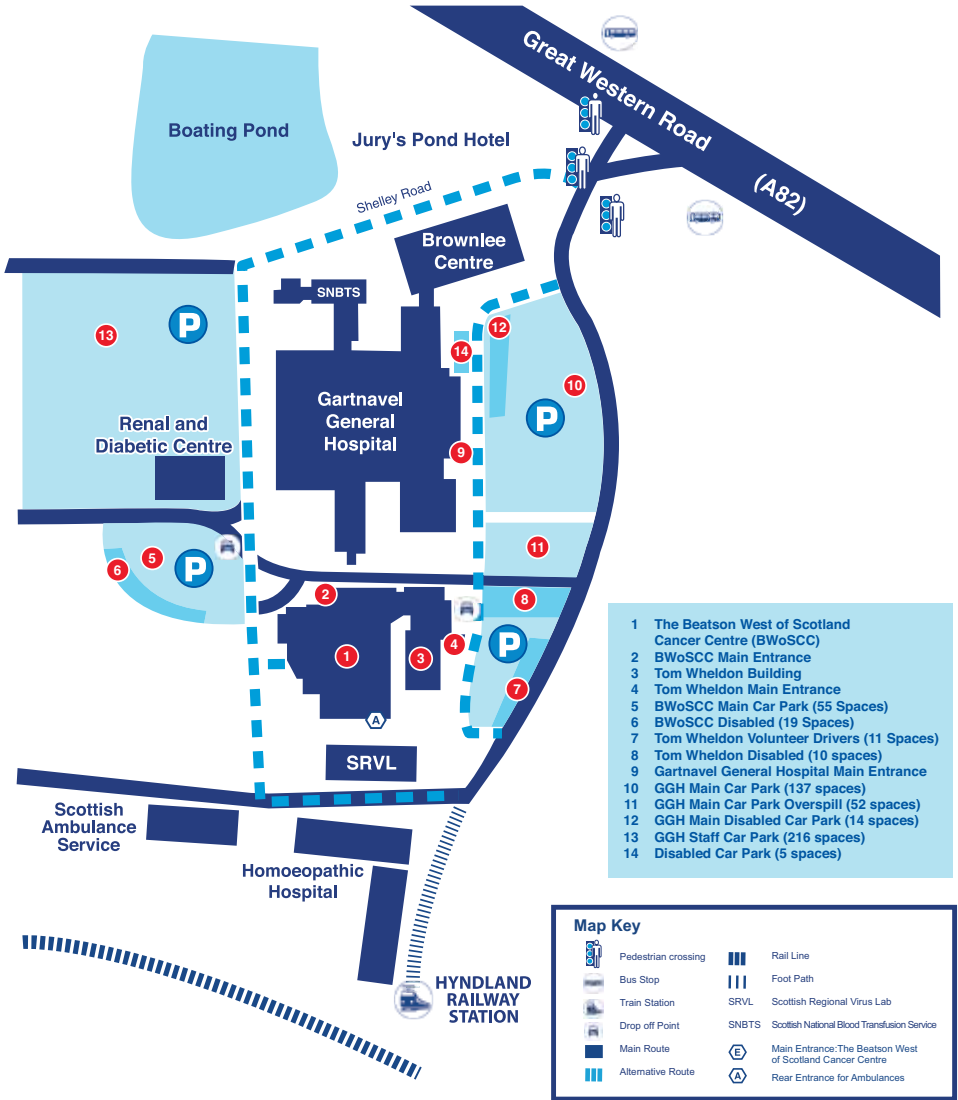 Great Western Road
(A82)
Boating Pond
Jury's Pond Hotel
Shelley Road
Brownlee
Centre
SNBTS
12
13
P
14
10
P
Gartnavel
General
Hospital
Renal and
Diabetic Centre
9
11
5
P
6
2
8
1
3
4
P
7
A
SRVL
Scottish
Ambulance
Service
Homoeopathic
Hospital
HYNDLAND
RAILWAY
STATION
1 The Beatson West of Scotland
Cancer Centre (BWoSCC)
2 BWoSCC Main Entrance
3 Tom Wheldon Building
4 Tom Wheldon Main Entrance
5 BWoSCC Main Car Park (55 Spaces)
6 BWoSCC Disabled (19 Spaces)
7 Tom Wheldon Volunteer Drivers (11 Spaces)
8 Tom Wheldon Disabled (10 spaces)
9 Gartnavel General Hospital Main Entrance
10 GGH Main Car Park (137 spaces)
11 GGH Main Car Park Overspill (52 spaces)
12 GGH Main Disabled Car Park (14 spaces)
13 GGH Staff Car Park (216 spaces)
14 Disabled Car Park (5 spaces)
Map Key
Pedestrian crossing
Bus Stop
Train Station
Drop off Point
Main Route
Alternative Route
Rail Line
Foot Path
SRVL Scottish Regional Virus Lab
SNBTS Scottish National Blood Transfusion Service
E Main Entrance:The Beatson West
of Scotland Cancer Centre
A Rear Entrance for Ambulances